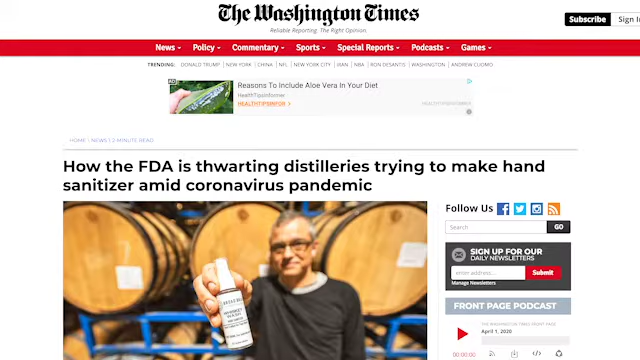 The Washington Times
Reliable Reporting. The Right Opinion.
Subscribe Sign In
News Policy Commentary Sports Special Reports Podcasts Games
TRENDING: DONALD TRUMP NEW YORK CHINA NFL NEW YORK CITY IRAN NBA RON DESANTIS WASHINGTON ANDREW CUOMO
AD
Reasons To Include Aloe Vera In Your Diet
HealthTipsInformer
HEALTHTIPSINFOR >
HOME > NEWS | 2-MINUTE READ
How the FDA is thwarting distilleries trying to make hand
sanitizer amid coronavirus pandemic
Follow Us
Search GO
SIGN UP FOR OUR
DAILY NEWSLETTERS
enter address... Submit
Manage Newsletters
FRONT PAGE PODCAST
THE WASHINGTON TIMES FRONT PAGE
April 1, 2020
00:00:00